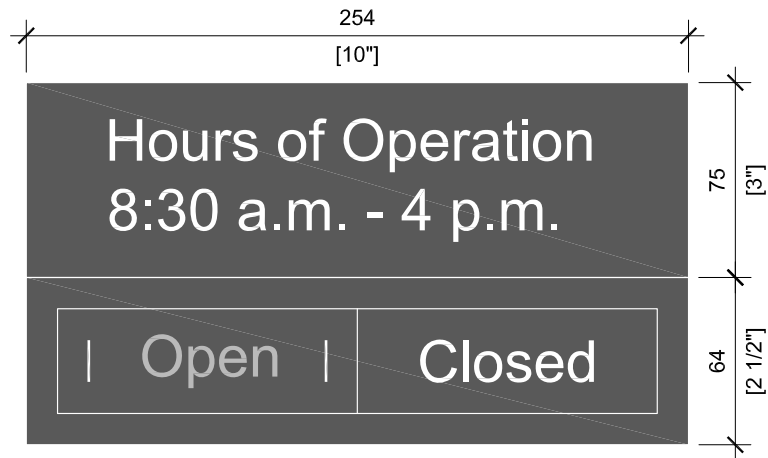 254
[10"]
Hours of Operation
8:30 a.m. - 4 p.m.
75
[3"]
| Open | Closed
64
[2 1/2"]